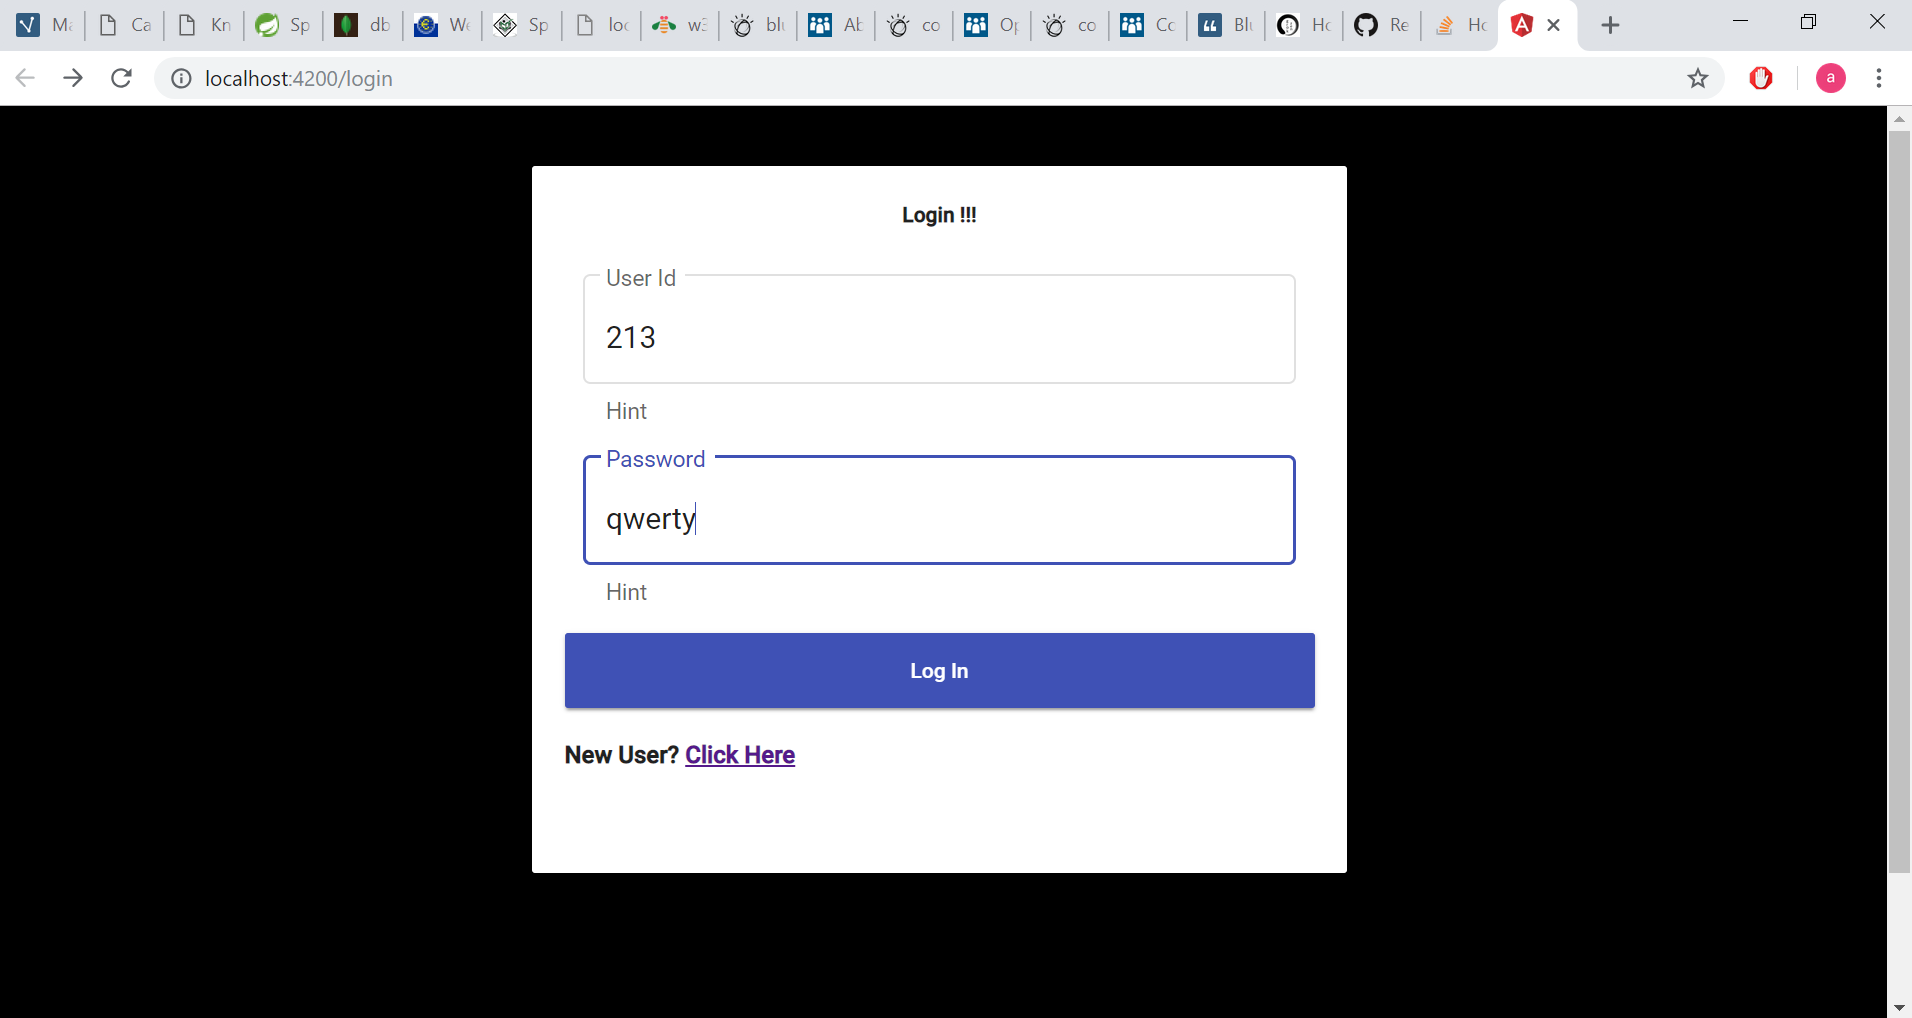 Ma Ca Kn Sp db We Sp loc w3 blu Ab co Op co Co Blu Ho Re Ho
localhost:4200/login
a
Login !!!
User Id
213
Hint
Password
qwerty
Hint
Log In
New User? Click Here